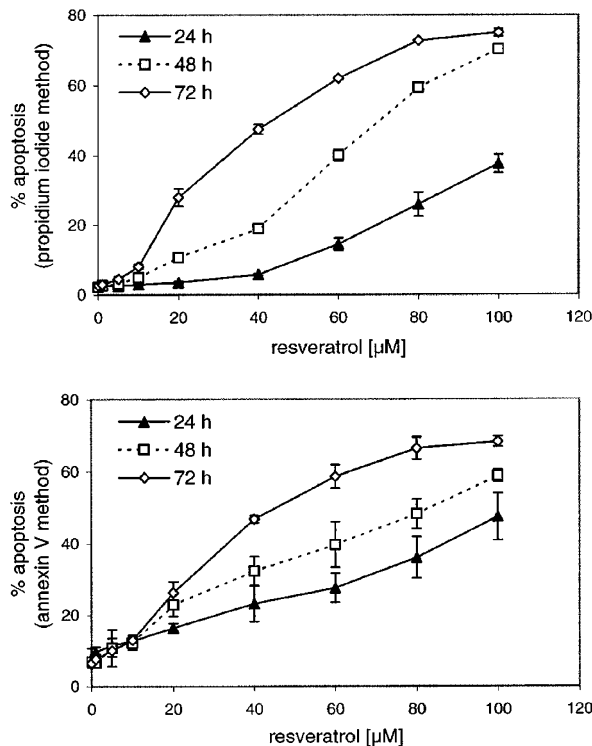 80
60
40
20
0
% apoptosis
(propidium iodide method)
24 h
48 h
72 h
0 20 40 60 80 100 120
resveratrol [µM]
80
60
40
20
0
% apoptosis
(annexin V method)
24 h
48 h
72 h
0 20 40 60 80 100 120
resveratrol [µM]